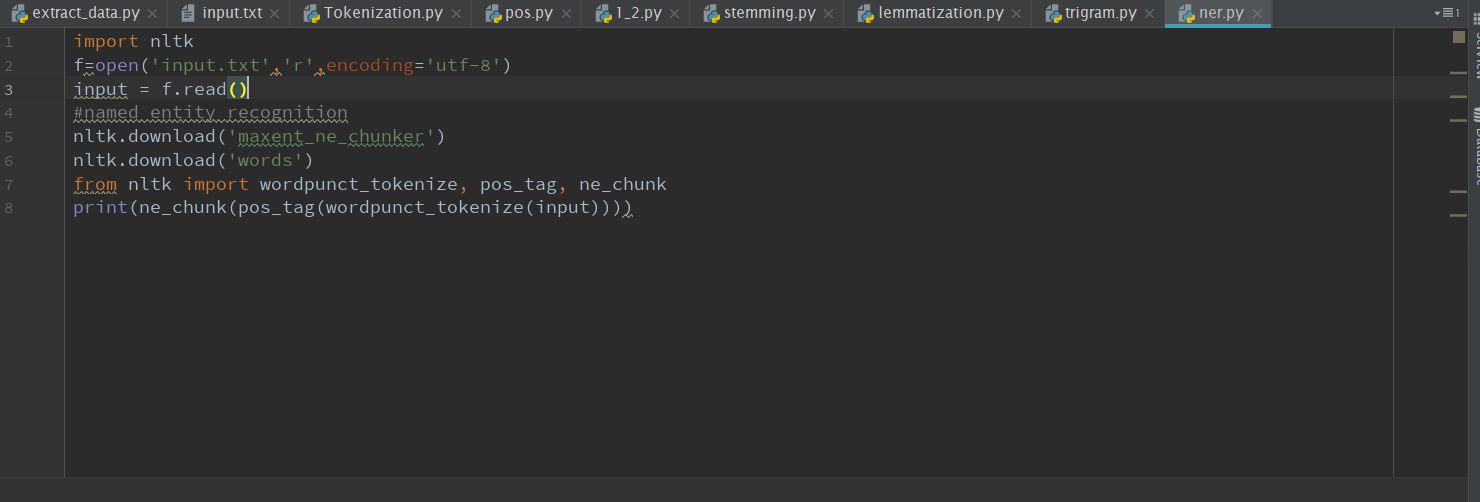 extract_data.py input.txt Tokenization.py pos.py 1_2.py stemming.py lemmatization.py trigram.py ner.py
1 import nltk
2 f=open('input.txt','r',encoding='utf-8')
3 input = f.read()
4 #named entity recognition
5 nltk.download('maxent_ne_chunker')
6 nltk.download('words')
7 from nltk import wordpunct_tokenize, pos_tag, ne_chunk
8 print(ne_chunk(pos_tag(wordpunct_tokenize(input))))